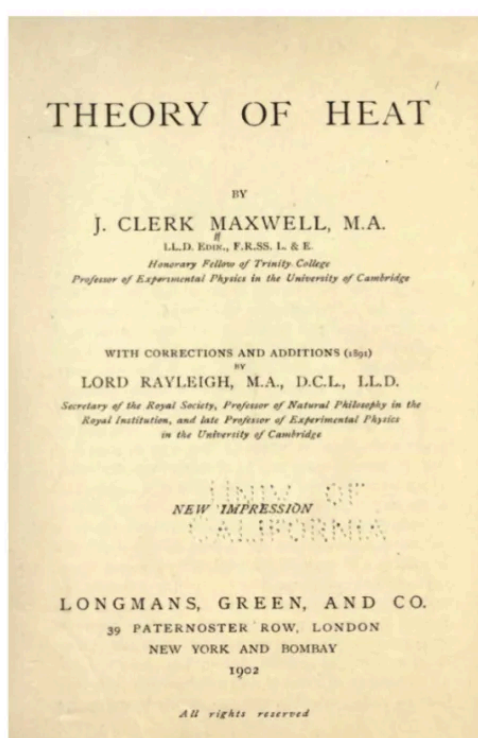 THEORY OF HEAT
BY
J. CLERK MAXWELL, M.A.
LL.D. EDIN., F.R.SS. L. & E.
Honorary Fellow of Trinity College
Professor of Experimental Physics in the University of Cambridge
WITH CORRECTIONS AND ADDITIONS (1891)
BY
LORD RAYLEIGH, M.A., D.C.L., LL.D.
Secretary of the Royal Society, Professor of Natural Philosophy in the
Royal Institution, and late Professor of Experimental Physics
in the University of Cambridge
UNIV. OF
NEW IMPRESSION
CALIFORNIA
LONGMANS, GREEN, AND CO.
39 PATERNOSTER ROW, LONDON
NEW YORK AND BOMBAY
1902
All rights reserved